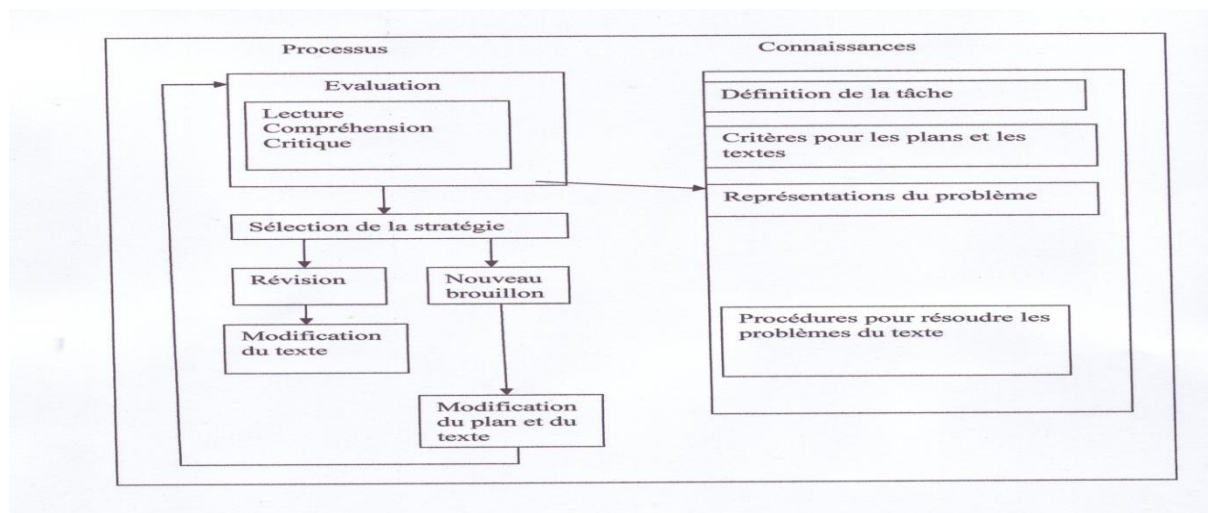 Processus
Connaissances
Evaluation
Lecture
Compréhension
Critique
Sélection de la stratégie
Révision
Nouveau
brouillon
Modification
du texte
Modification
du plan et du
texte
Définition de la tâche
Critères pour les plans et les
textes
Représentations du problème
Procédures pour résoudre les
problèmes du texte